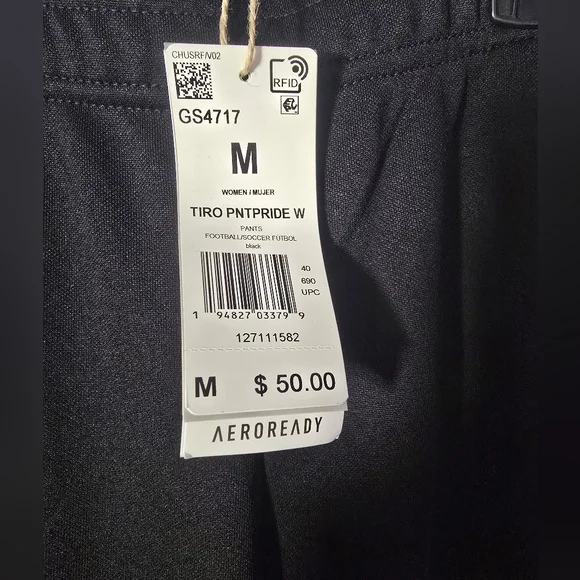 CHUSRF/V02
RFID
GS4717
M
WOMEN / MUJER
TIRO PNTPRIDE W
PANTS
FOOTBALL/SOCCER FÚTBOL
black
40
690
UPC
1 94827 03379 9
127111582
M $ 50.00
AEROREADY